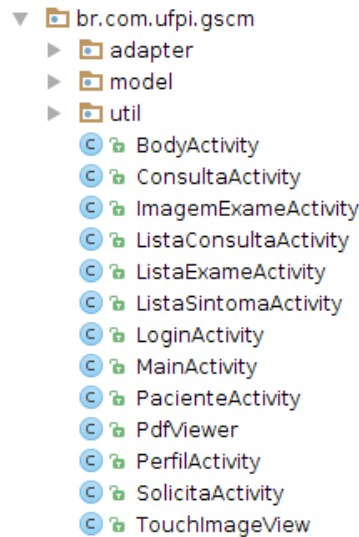 br.com.ufpi.gscm
adapter
model
util
BodyActivity
ConsultaActivity
ImagemExameActivity
ListaConsultaActivity
ListaExameActivity
ListaSintomaActivity
LoginActivity
MainActivity
PacienteActivity
PdfViewer
PerfilActivity
SolicitaActivity
TouchImageView